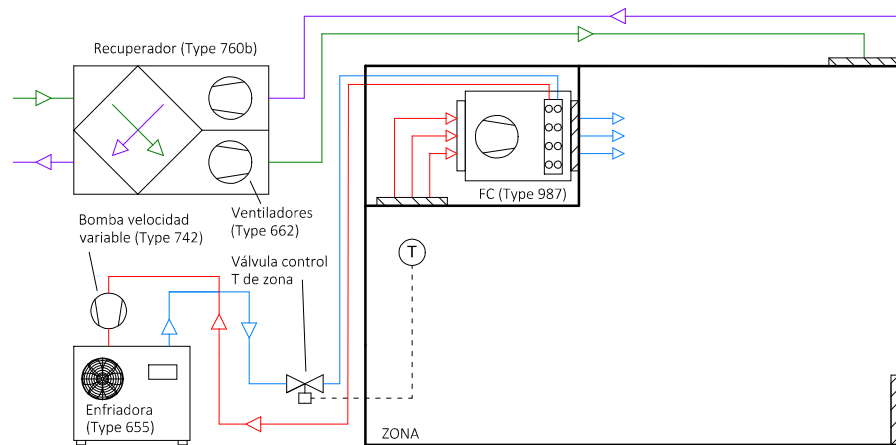 Recuperador (Type 760b)
FC (Type 987)
Ventiladores
(Type 662)
Bomba velocidad
variable (Type 742)
Válvula control
T de zona
T
Enfriadora
(Type 655)
ZONA